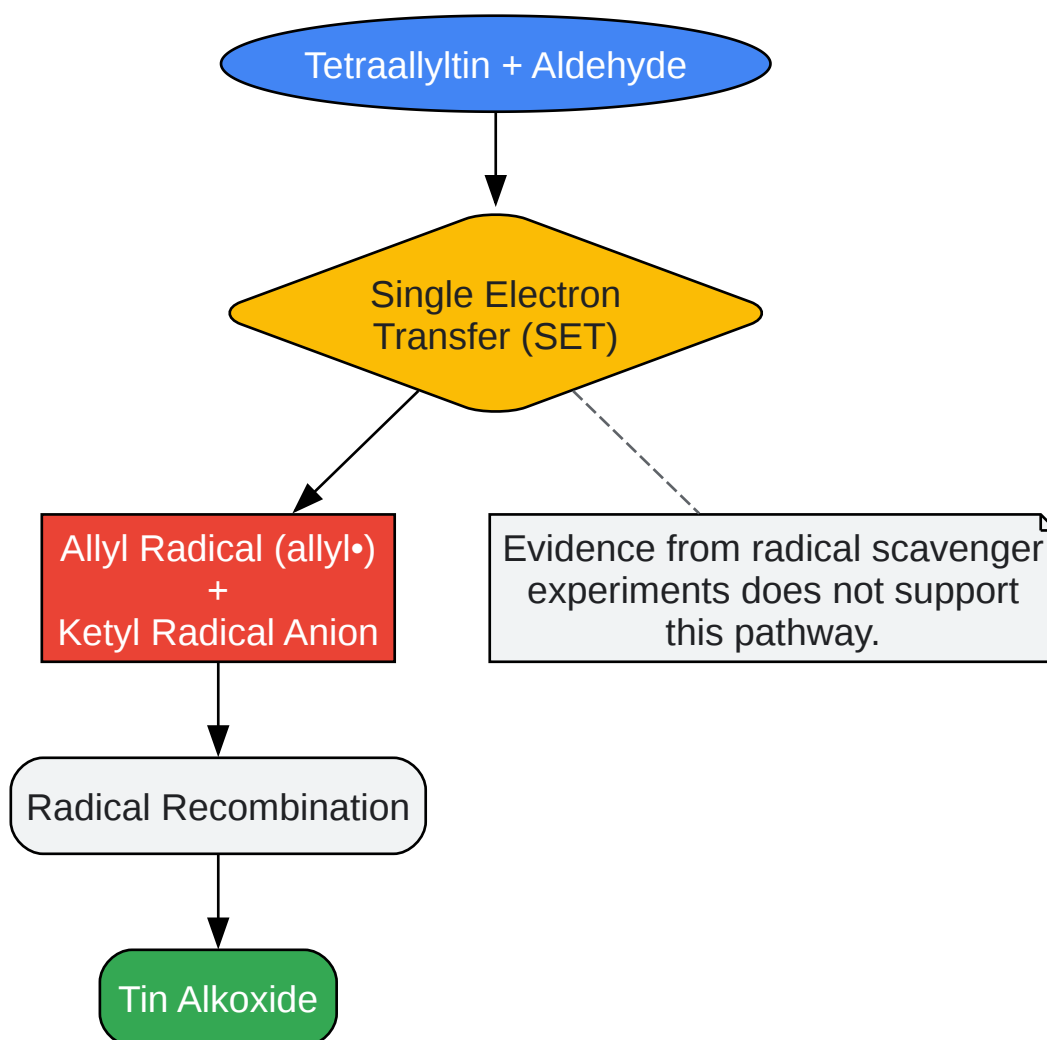 Tetraallyltin + Aldehyde
Single Electron
Transfer (SET)
Allyl Radical (allyl•)
+
Ketyl Radical Anion
Evidence from radical scavenger
experiments does not support
this pathway.
Radical Recombination
Tin Alkoxide